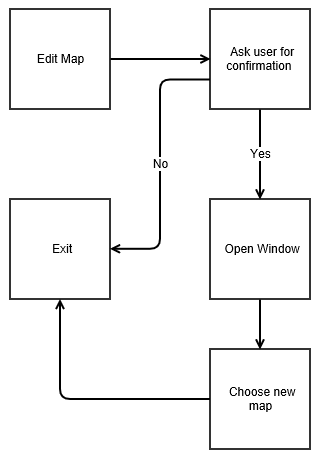 Edit Map
Ask user for
confirmation
No
Yes
Exit
Open Window
Choose new
map